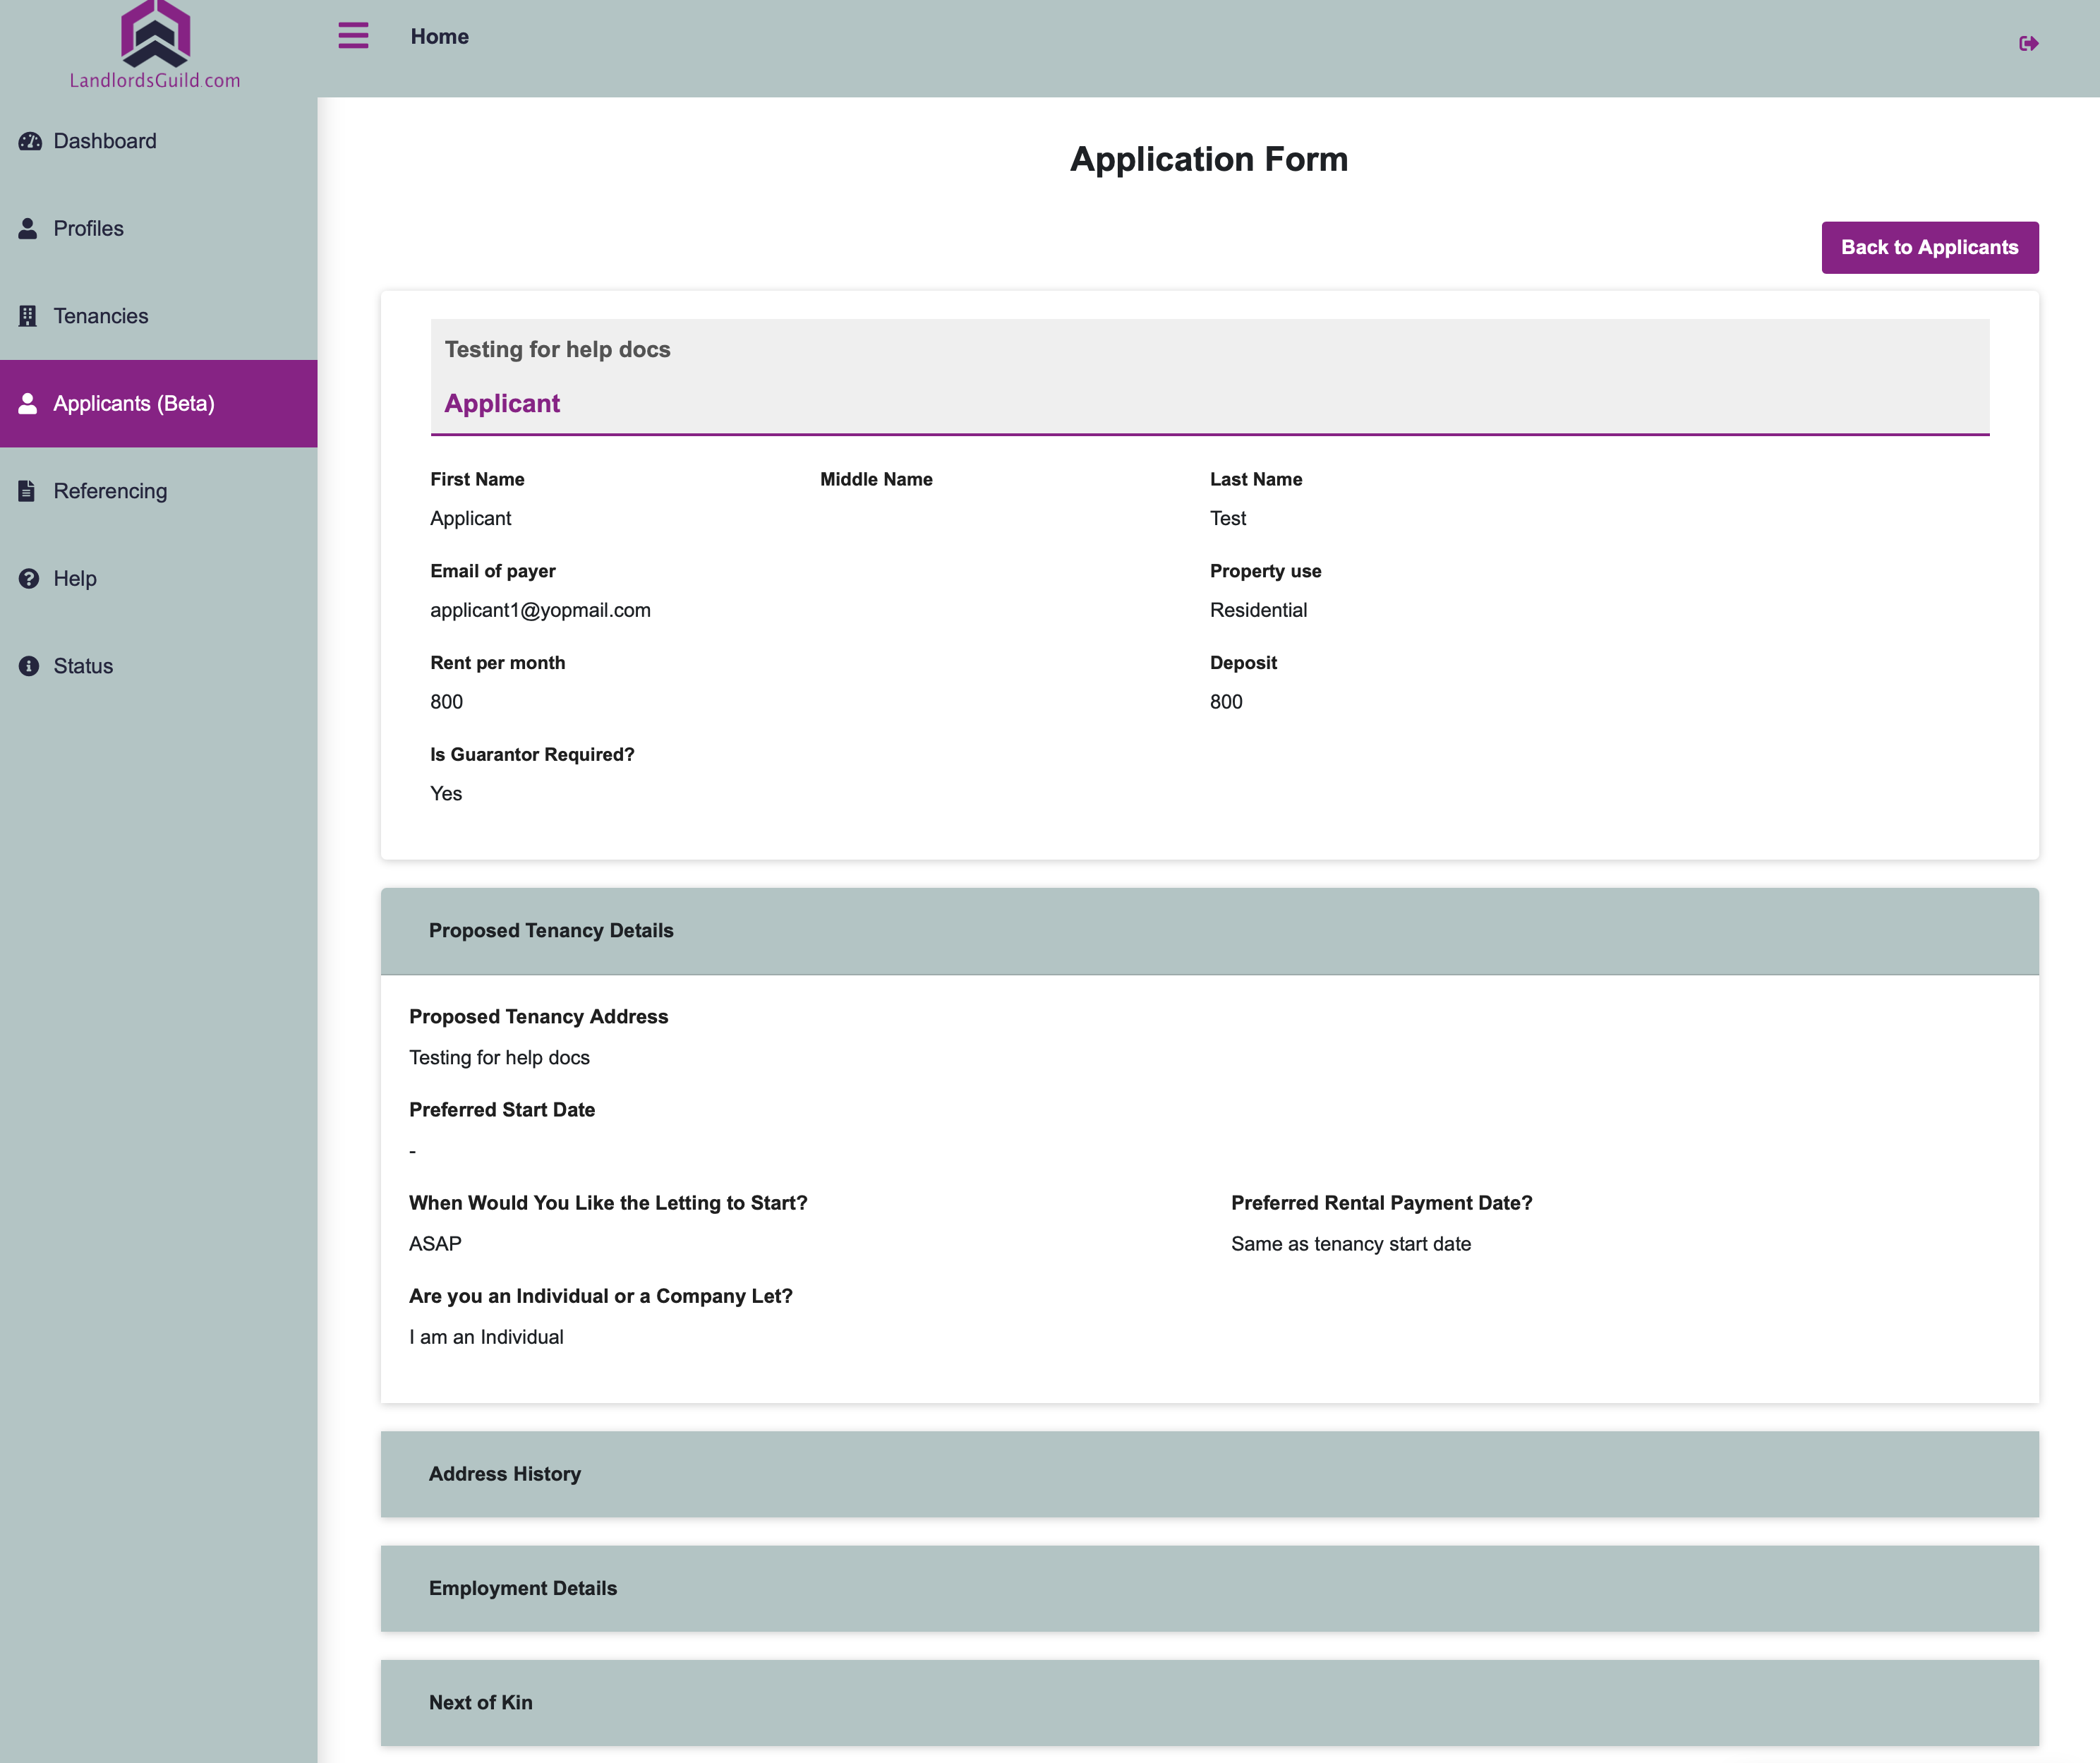 LandlordsGuild.com
Home
Dashboard
Profiles
Tenancies
Applicants (Beta)
Referencing
Help
Status
Application Form
Back to Applicants
Testing for help docs
Applicant
First Name Middle Name Last Name
Applicant Test
Email of payer Property use
applicant1@yopmail.com Residential
Rent per month Deposit
800 800
Is Guarantor Required?
Yes
Proposed Tenancy Details
Proposed Tenancy Address
Testing for help docs
Preferred Start Date
-
When Would You Like the Letting to Start? Preferred Rental Payment Date?
ASAP Same as tenancy start date
Are you an Individual or a Company Let?
I am an Individual
Address History
Employment Details
Next of Kin